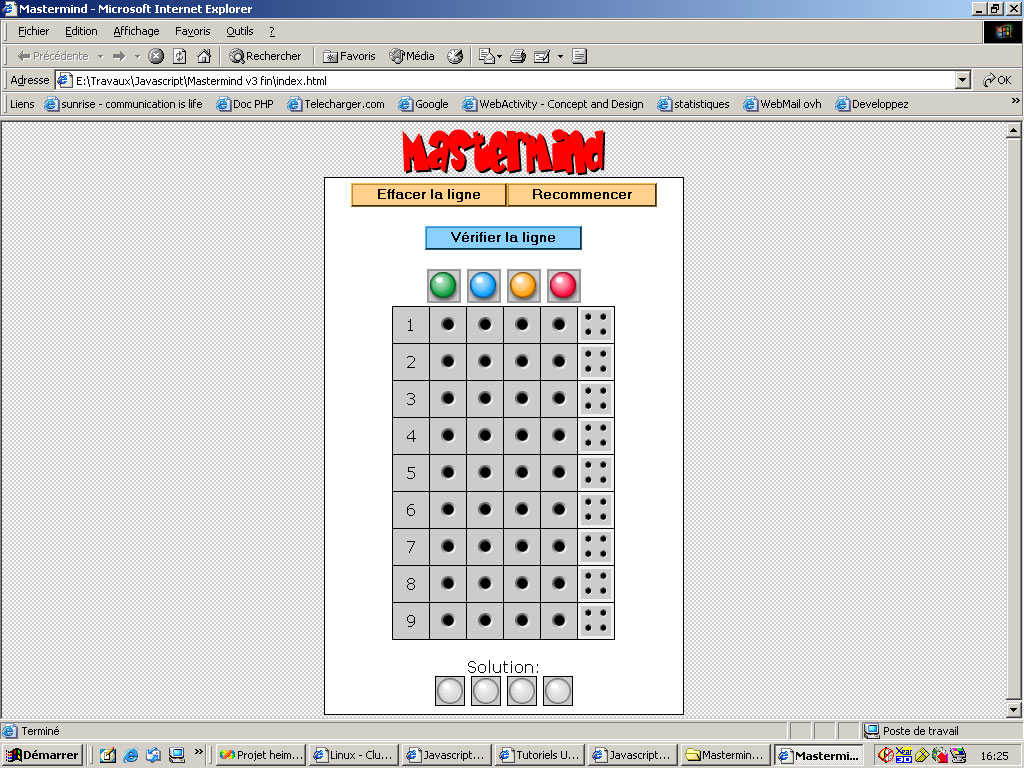 Mastermind - Microsoft Internet Explorer
Fichier Edition Affichage Favoris Outils ?
Précédente Rechercher Favoris Média
Adresse E:\Travaux\Javascript\Mastermind v3 fin\index.html OK
Liens sunrise - communication is life Doc PHP Telecharger.com Google WebActivity - Concept and Design statistiques WebMail ovh Developpez »
Mastermind
Effacer la ligne Recommencer
Vérifier la ligne
1
2
3
4
5
6
7
8
9
Solution:
Terminé Poste de travail
Démarrer » Projet heim... Linux - Clu... Javascript... Tutoriels U... Javascript... Mastermin... Mastermi... 16:25